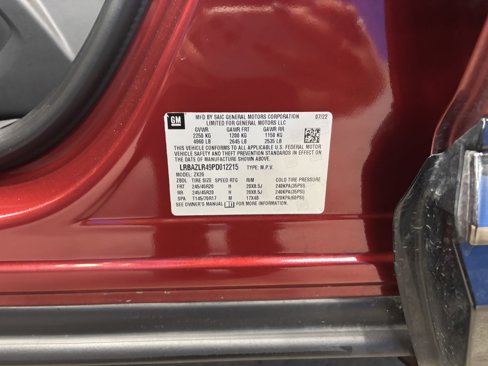 GM
MFD BY SAIC GENERAL MOTORS CORPORATION 07/22
LIMITED FOR GENERAL MOTORS LLC
GVWR GAWR FRT GAWR RR
2250 KG 1200 KG 1150 KG
4960 LB 2645 LB 2535 LB
THIS VEHICLE CONFORMS TO ALL APPLICABLE U.S. FEDERAL MOTOR
VEHICLE SAFETY AND THEFT PREVENTION STANDARDS IN EFFECT ON
THE DATE OF MANUFACTURE SHOWN ABOVE.
LRBAZLR49PD012215 TYPE: M.P.V.
MODEL: ZX26
TIRE SIZE SPEED RTG RIM COLD TIRE PRESSURE
FRT 245/45R20 H 20X8.5J 240KPA(35PSI)
RR 245/45R20 H 20X8.5J 240KPA(35PSI)
SPA T145/70R17 M 17X4B 420KPA(60PSI)
SEE OWNER'S MANUAL FOR MORE INFORMATION.